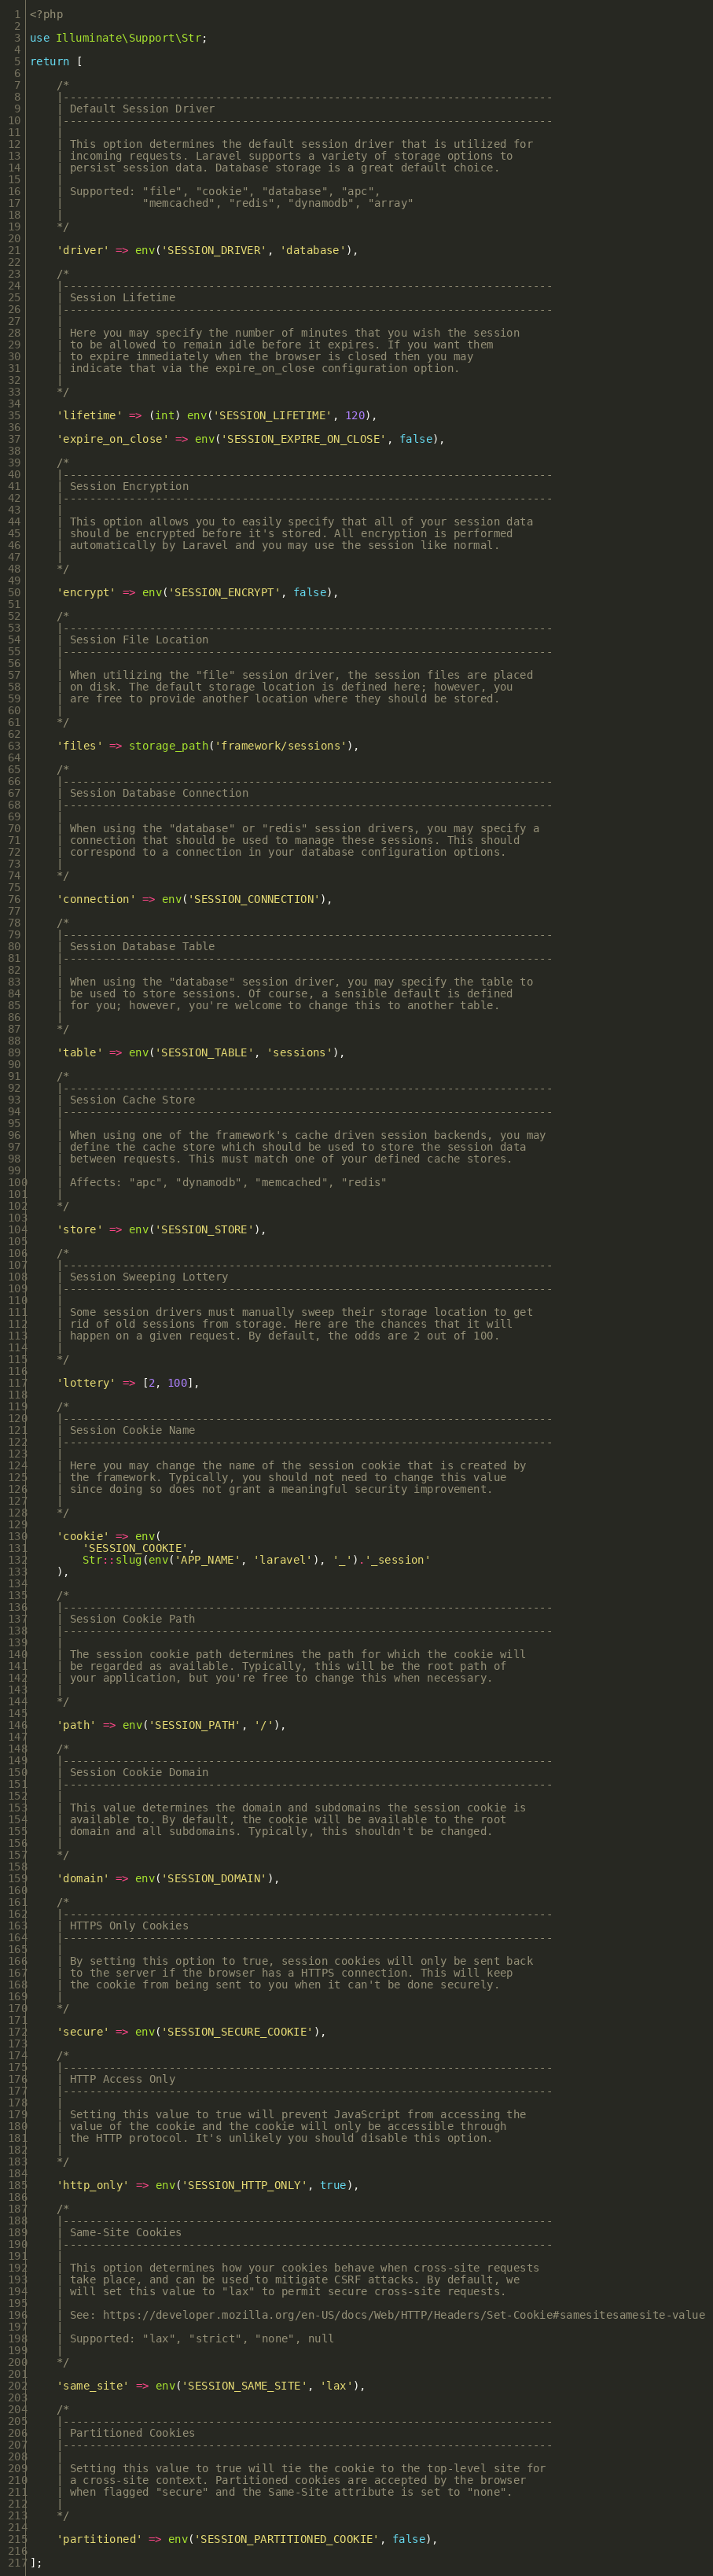 1 <?php
2
3 use Illuminate\Support\Str;
4
5 return [
6
7     /*
8     |--------------------------------------------------------------------------
9     | Default Session Driver
10     |--------------------------------------------------------------------------
11     |
12     | This option determines the default session driver that is utilized for
13     | incoming requests. Laravel supports a variety of storage options to
14     | persist session data. Database storage is a great default choice.
15     |
16     | Supported: "file", "cookie", "database", "apc",
17     |            "memcached", "redis", "dynamodb", "array"
18     |
19     */
20
21     'driver' => env('SESSION_DRIVER', 'database'),
22
23     /*
24     |--------------------------------------------------------------------------
25     | Session Lifetime
26     |--------------------------------------------------------------------------
27     |
28     | Here you may specify the number of minutes that you wish the session
29     | to be allowed to remain idle before it expires. If you want them
30     | to expire immediately when the browser is closed then you may
31     | indicate that via the expire_on_close configuration option.
32     |
33     */
34
35     'lifetime' => (int) env('SESSION_LIFETIME', 120),
36
37     'expire_on_close' => env('SESSION_EXPIRE_ON_CLOSE', false),
38
39     /*
40     |--------------------------------------------------------------------------
41     | Session Encryption
42     |--------------------------------------------------------------------------
43     |
44     | This option allows you to easily specify that all of your session data
45     | should be encrypted before it's stored. All encryption is performed
46     | automatically by Laravel and you may use the session like normal.
47     |
48     */
49
50     'encrypt' => env('SESSION_ENCRYPT', false),
51
52     /*
53     |--------------------------------------------------------------------------
54     | Session File Location
55     |--------------------------------------------------------------------------
56     |
57     | When utilizing the "file" session driver, the session files are placed
58     | on disk. The default storage location is defined here; however, you
59     | are free to provide another location where they should be stored.
60     |
61     */
62
63     'files' => storage_path('framework/sessions'),
64
65     /*
66     |--------------------------------------------------------------------------
67     | Session Database Connection
68     |--------------------------------------------------------------------------
69     |
70     | When using the "database" or "redis" session drivers, you may specify a
71     | connection that should be used to manage these sessions. This should
72     | correspond to a connection in your database configuration options.
73     |
74     */
75
76     'connection' => env('SESSION_CONNECTION'),
77
78     /*
79     |--------------------------------------------------------------------------
80     | Session Database Table
81     |--------------------------------------------------------------------------
82     |
83     | When using the "database" session driver, you may specify the table to
84     | be used to store sessions. Of course, a sensible default is defined
85     | for you; however, you're welcome to change this to another table.
86     |
87     */
88
89     'table' => env('SESSION_TABLE', 'sessions'),
90
91     /*
92     |--------------------------------------------------------------------------
93     | Session Cache Store
94     |--------------------------------------------------------------------------
95     |
96     | When using one of the framework's cache driven session backends, you may
97     | define the cache store which should be used to store the session data
98     | between requests. This must match one of your defined cache stores.
99     |
100     | Affects: "apc", "dynamodb", "memcached", "redis"
101     |
102     */
103
104     'store' => env('SESSION_STORE'),
105
106     /*
107     |--------------------------------------------------------------------------
108     | Session Sweeping Lottery
109     |--------------------------------------------------------------------------
110     |
111     | Some session drivers must manually sweep their storage location to get
112     | rid of old sessions from storage. Here are the chances that it will
113     | happen on a given request. By default, the odds are 2 out of 100.
114     |
115     */
116
117     'lottery' => [2, 100],
118
119     /*
120     |--------------------------------------------------------------------------
121     | Session Cookie Name
122     |--------------------------------------------------------------------------
123     |
124     | Here you may change the name of the session cookie that is created by
125     | the framework. Typically, you should not need to change this value
126     | since doing so does not grant a meaningful security improvement.
127     |
128     */
129
130     'cookie' => env(
131         'SESSION_COOKIE',
132         Str::slug(env('APP_NAME', 'laravel'), '_').'_session'
133     ),
134
135     /*
136     |--------------------------------------------------------------------------
137     | Session Cookie Path
138     |--------------------------------------------------------------------------
139     |
140     | The session cookie path determines the path for which the cookie will
141     | be regarded as available. Typically, this will be the root path of
142     | your application, but you're free to change this when necessary.
143     |
144     */
145
146     'path' => env('SESSION_PATH', '/'),
147
148     /*
149     |--------------------------------------------------------------------------
150     | Session Cookie Domain
151     |--------------------------------------------------------------------------
152     |
153     | This value determines the domain and subdomains the session cookie is
154     | available to. By default, the cookie will be available to the root
155     | domain and all subdomains. Typically, this shouldn't be changed.
156     |
157     */
158
159     'domain' => env('SESSION_DOMAIN'),
160
161     /*
162     |--------------------------------------------------------------------------
163     | HTTPS Only Cookies
164     |--------------------------------------------------------------------------
165     |
166     | By setting this option to true, session cookies will only be sent back
167     | to the server if the browser has a HTTPS connection. This will keep
168     | the cookie from being sent to you when it can't be done securely.
169     |
170     */
171
172     'secure' => env('SESSION_SECURE_COOKIE'),
173
174     /*
175     |--------------------------------------------------------------------------
176     | HTTP Access Only
177     |--------------------------------------------------------------------------
178     |
179     | Setting this value to true will prevent JavaScript from accessing the
180     | value of the cookie and the cookie will only be accessible through
181     | the HTTP protocol. It's unlikely you should disable this option.
182     |
183     */
184
185     'http_only' => env('SESSION_HTTP_ONLY', true),
186
187     /*
188     |--------------------------------------------------------------------------
189     | Same-Site Cookies
190     |--------------------------------------------------------------------------
191     |
192     | This option determines how your cookies behave when cross-site requests
193     | take place, and can be used to mitigate CSRF attacks. By default, we
194     | will set this value to "lax" to permit secure cross-site requests.
195     |
196     | See: https://developer.mozilla.org/en-US/docs/Web/HTTP/Headers/Set-Cookie#samesitesamesite-value
197     |
198     | Supported: "lax", "strict", "none", null
199     |
200     */
201
202     'same_site' => env('SESSION_SAME_SITE', 'lax'),
203
204     /*
205     |--------------------------------------------------------------------------
206     | Partitioned Cookies
207     |--------------------------------------------------------------------------
208     |
209     | Setting this value to true will tie the cookie to the top-level site for
210     | a cross-site context. Partitioned cookies are accepted by the browser
211     | when flagged "secure" and the Same-Site attribute is set to "none".
212     |
213     */
214
215     'partitioned' => env('SESSION_PARTITIONED_COOKIE', false),
216
217 ];